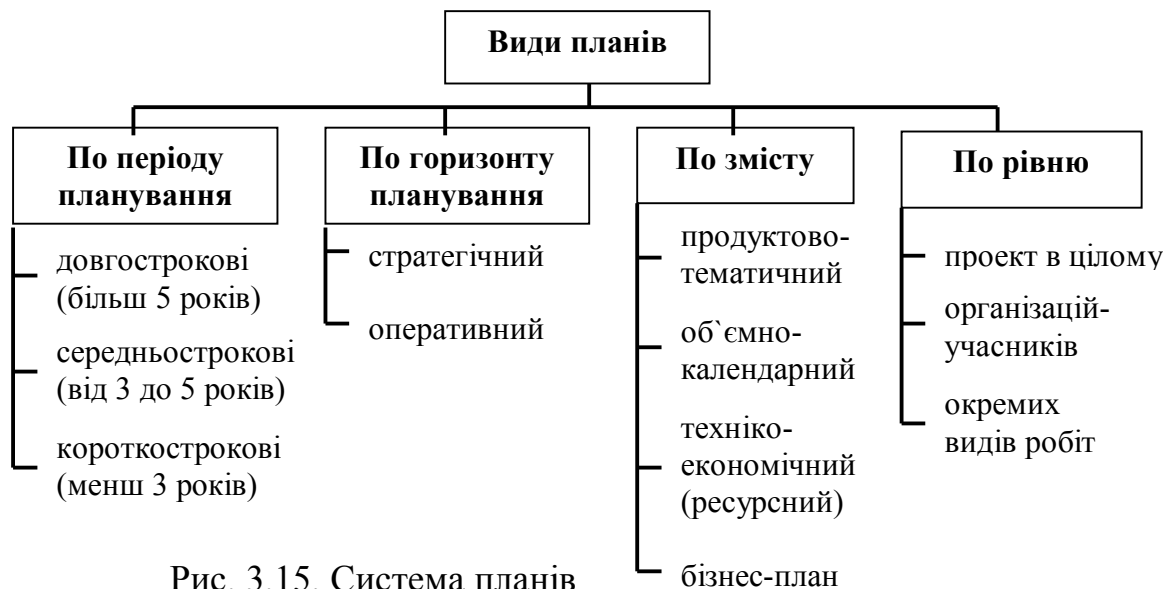 Види планів
По періоду
планування
довгострокові
(більш 5 років)
середньострокові
(від 3 до 5 років)
короткострокові
(менш 3 років)
По горизонту
планування
стратегічний
оперативний
По змісту
продуктово-
тематичний
об`ємно-
календарний
техніко-
економічний
(ресурсний)
бізнес-план
По рівню
проект в цілому
організацій-
учасників
окремих
видів робіт
Рис. 3.15. Система планів